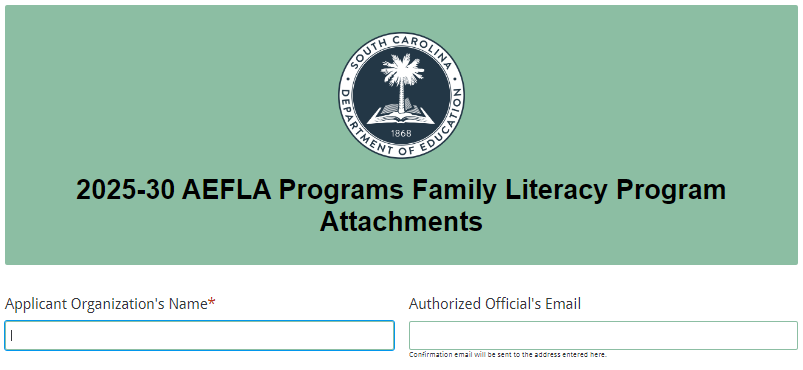 SOUTH CAROLINA
1868
DEPARTMENT OF EDUCATION
2025-30 AEFLA Programs Family Literacy Program
Attachments
Applicant Organization's Name*
Authorized Official's Email
Confirmation email will be sent to the address entered here.